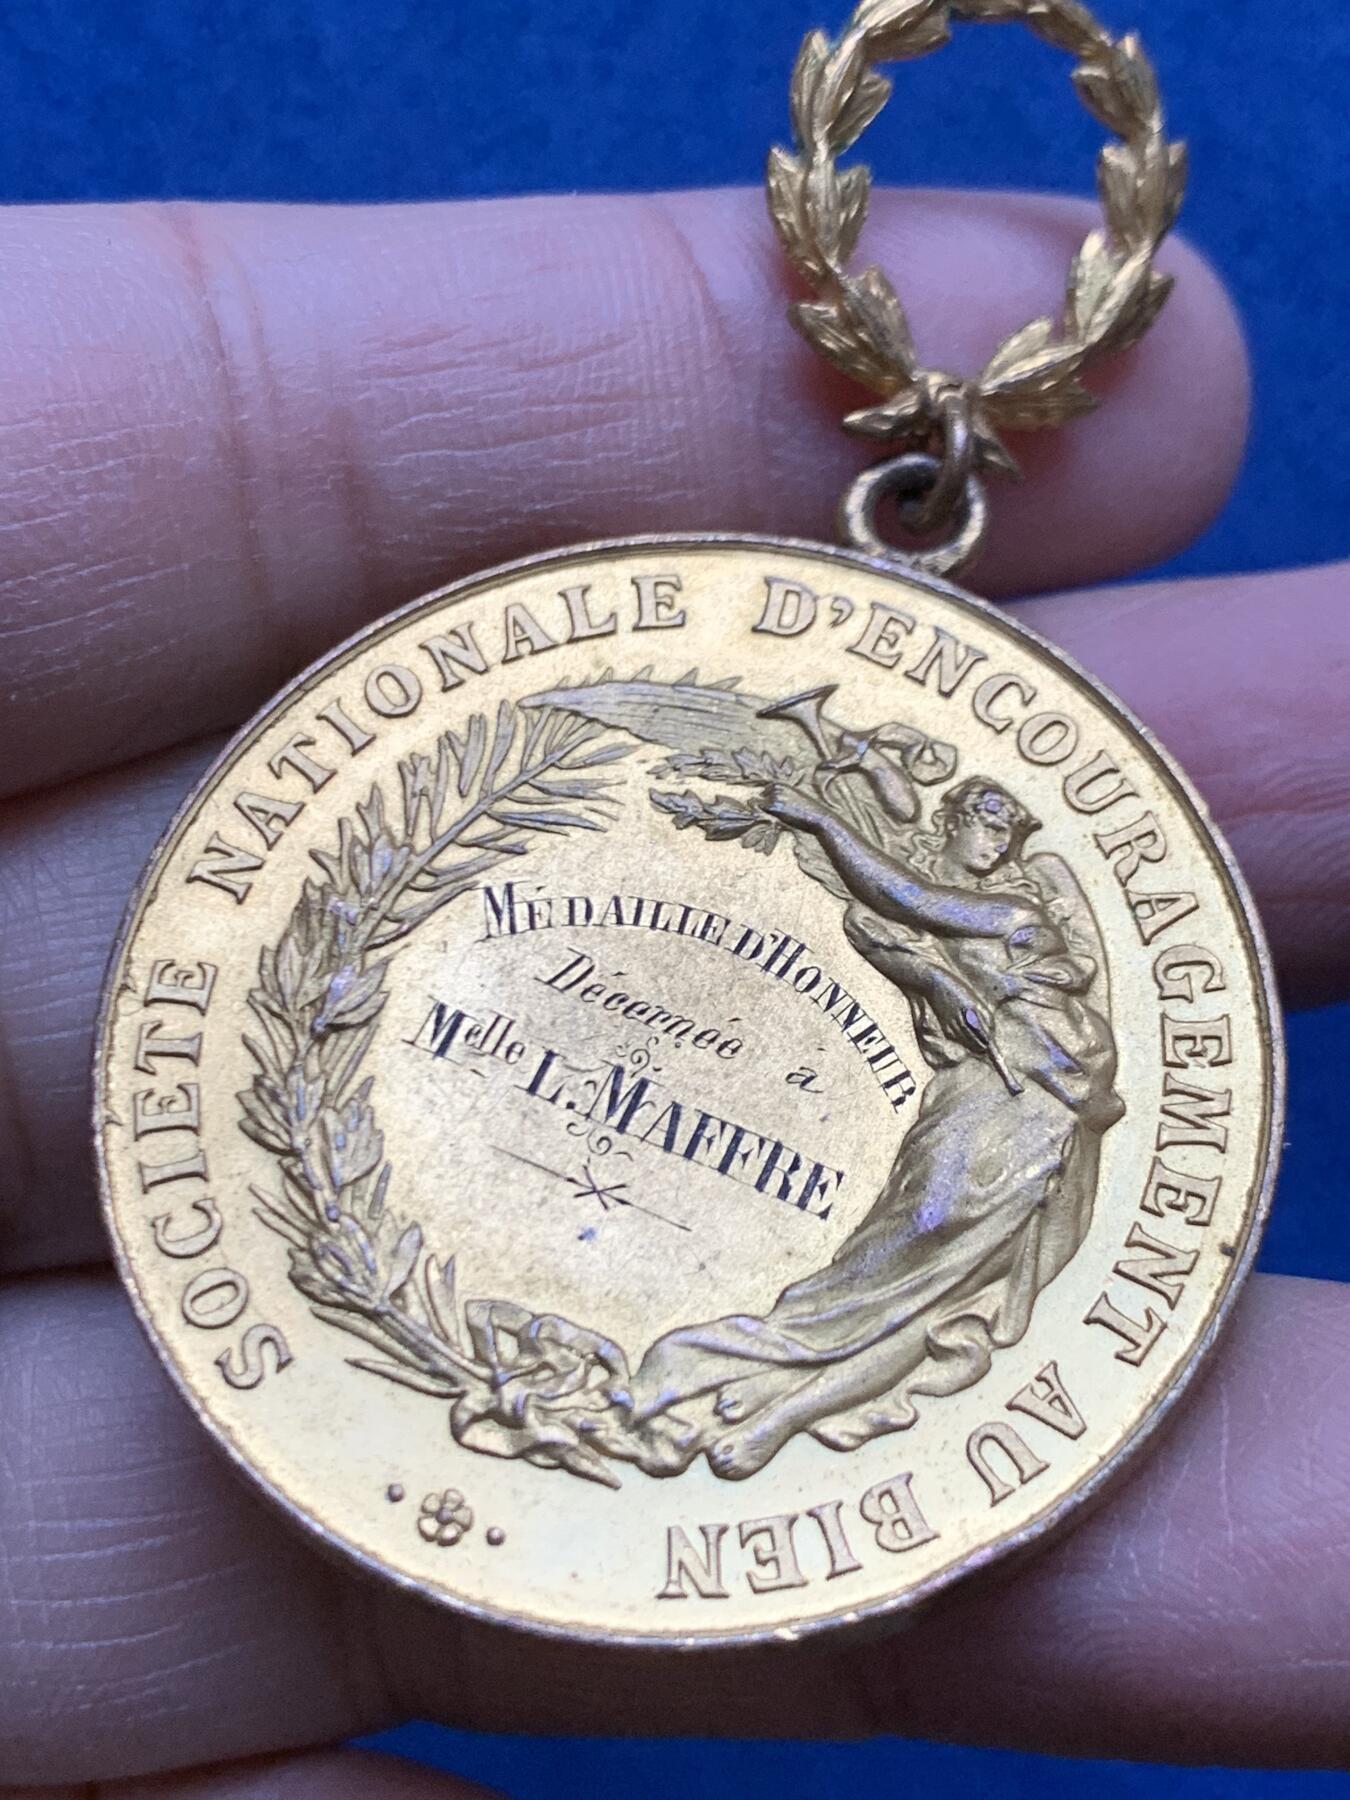 SOCIETE NATIONALE D'ENCOURAGEMENT AU BIEN
MÉDAILLE D'HONNEUR
Décernée à
Melle L. MAFFRE